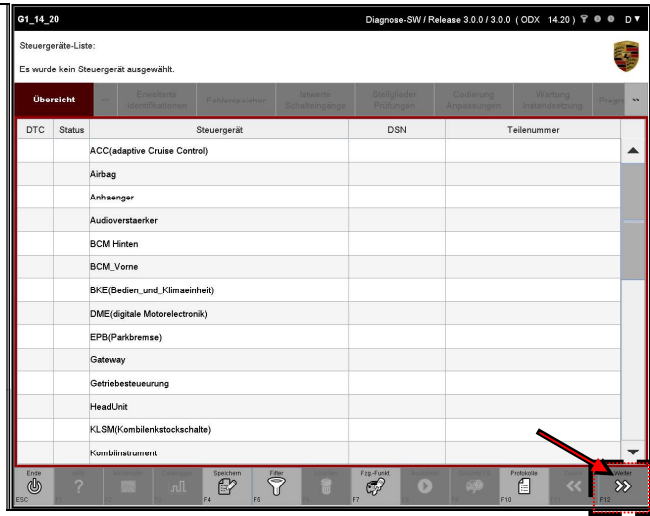 G1_14_20
Diagnose-SW / Release 3.0.0 / 3.0.0 ( ODX 14.20 ) D
Steuergeräte-Liste:
Es wurde kein Steuergerät ausgewählt.
Übersicht
Erweiterte Identifikationen
Fehlerspeicher
Istwerte Schalteingänge
Stellglieder Prüfungen
Codierung Anpassungen
Wartung Instandsetzung
DTC Status Steuergerät DSN Teilenummer
ACC(adaptive Cruise Control)
Airbag
Anhaenger
Audioverstaerker
BCM Hinten
BCM_Vorne
BKE(Bedien_und_Klimaeinheit)
DME(digitale Motorelectronik)
EPB(Parkbremse)
Gateway
Getriebesteueurung
HeadUnit
KLSM(Kombilenkstockschalte)
Kombiinstrument
Ende Speichern Filter Fzg.-Funkt Protokolle Weiter
ESC F4 F6 F7 F10 F12